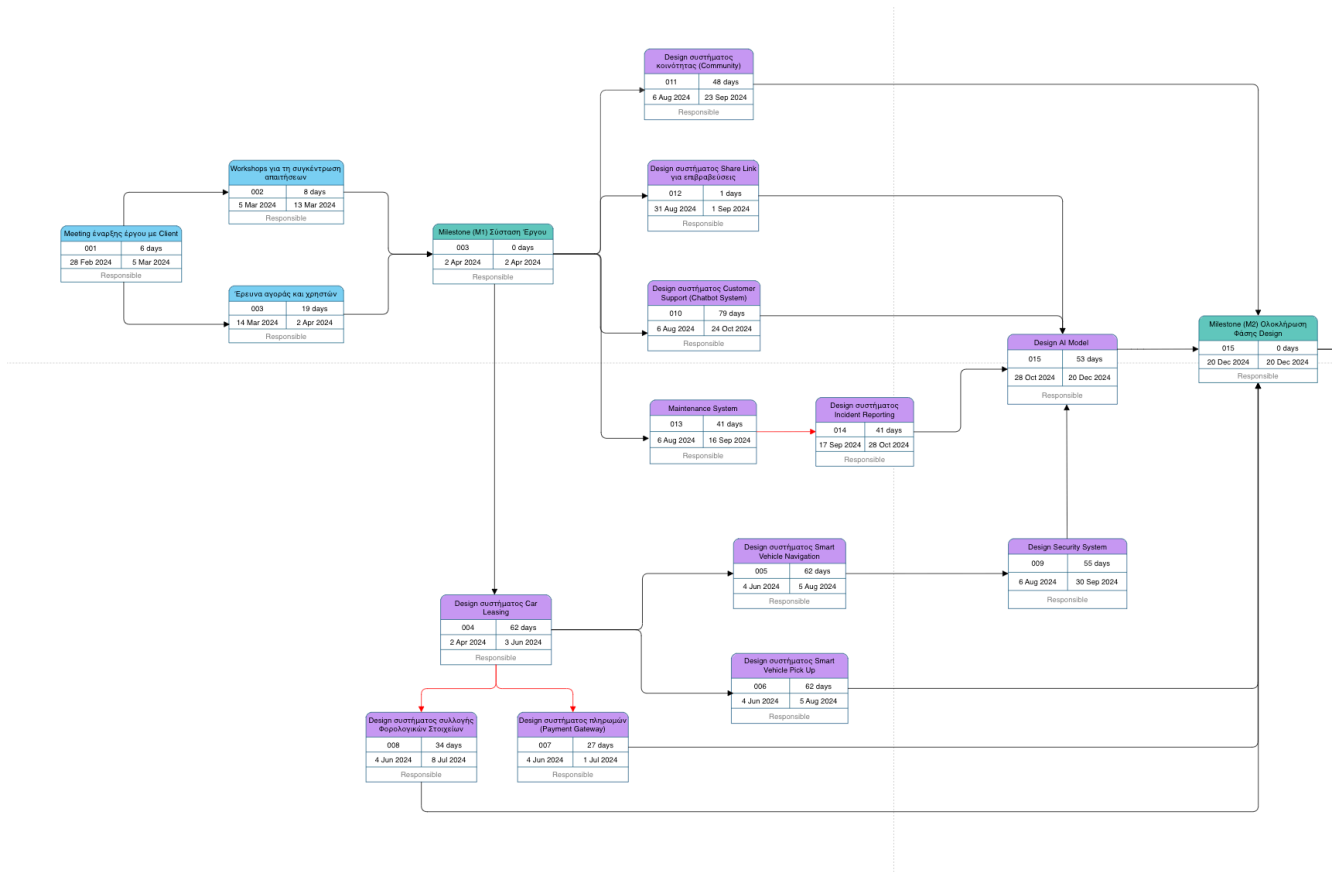 Design συστήματος
κοινότητας (Community)
011 48 days
6 Aug 2024 23 Sep 2024
Responsible
Workshops για τη συγκέντρωση
απαιτήσεων
002 8 days
5 Mar 2024 13 Mar 2024
Responsible
Design συστήματος Share Link
για επιβραβεύσεις
012 1 days
31 Aug 2024 1 Sep 2024
Responsible
Meeting έναρξης έργου με Client
001 6 days
28 Feb 2024 5 Mar 2024
Responsible
Milestone (M1) Σύσταση Έργου
003 0 days
2 Apr 2024 2 Apr 2024
Responsible
Έρευνα αγοράς και χρηστών
003 19 days
14 Mar 2024 2 Apr 2024
Responsible
Design συστήματος Customer
Support (Chatbot System)
010 79 days
6 Aug 2024 24 Oct 2024
Responsible
Milestone (M2) Ολοκλήρωση
Φάσης Design
015 0 days
20 Dec 2024 20 Dec 2024
Responsible
Design AI Model
015 53 days
28 Oct 2024 20 Dec 2024
Responsible
Maintenance System
013 41 days
6 Aug 2024 16 Sep 2024
Responsible
Design συστήματος
Incident Reporting
014 41 days
17 Sep 2024 28 Oct 2024
Responsible
Design συστήματος Smart
Vehicle Navigation
005 62 days
4 Jun 2024 5 Aug 2024
Responsible
Design Security System
009 55 days
6 Aug 2024 30 Sep 2024
Responsible
Design συστήματος Car
Leasing
004 62 days
2 Apr 2024 3 Jun 2024
Responsible
Design συστήματος Smart
Vehicle Pick Up
006 62 days
4 Jun 2024 5 Aug 2024
Responsible
Design συστήματος συλλογής
Φορολογικών Στοιχείων
008 34 days
4 Jun 2024 8 Jul 2024
Responsible
Design συστήματος πληρωμών
(Payment Gateway)
007 27 days
4 Jun 2024 1 Jul 2024
Responsible